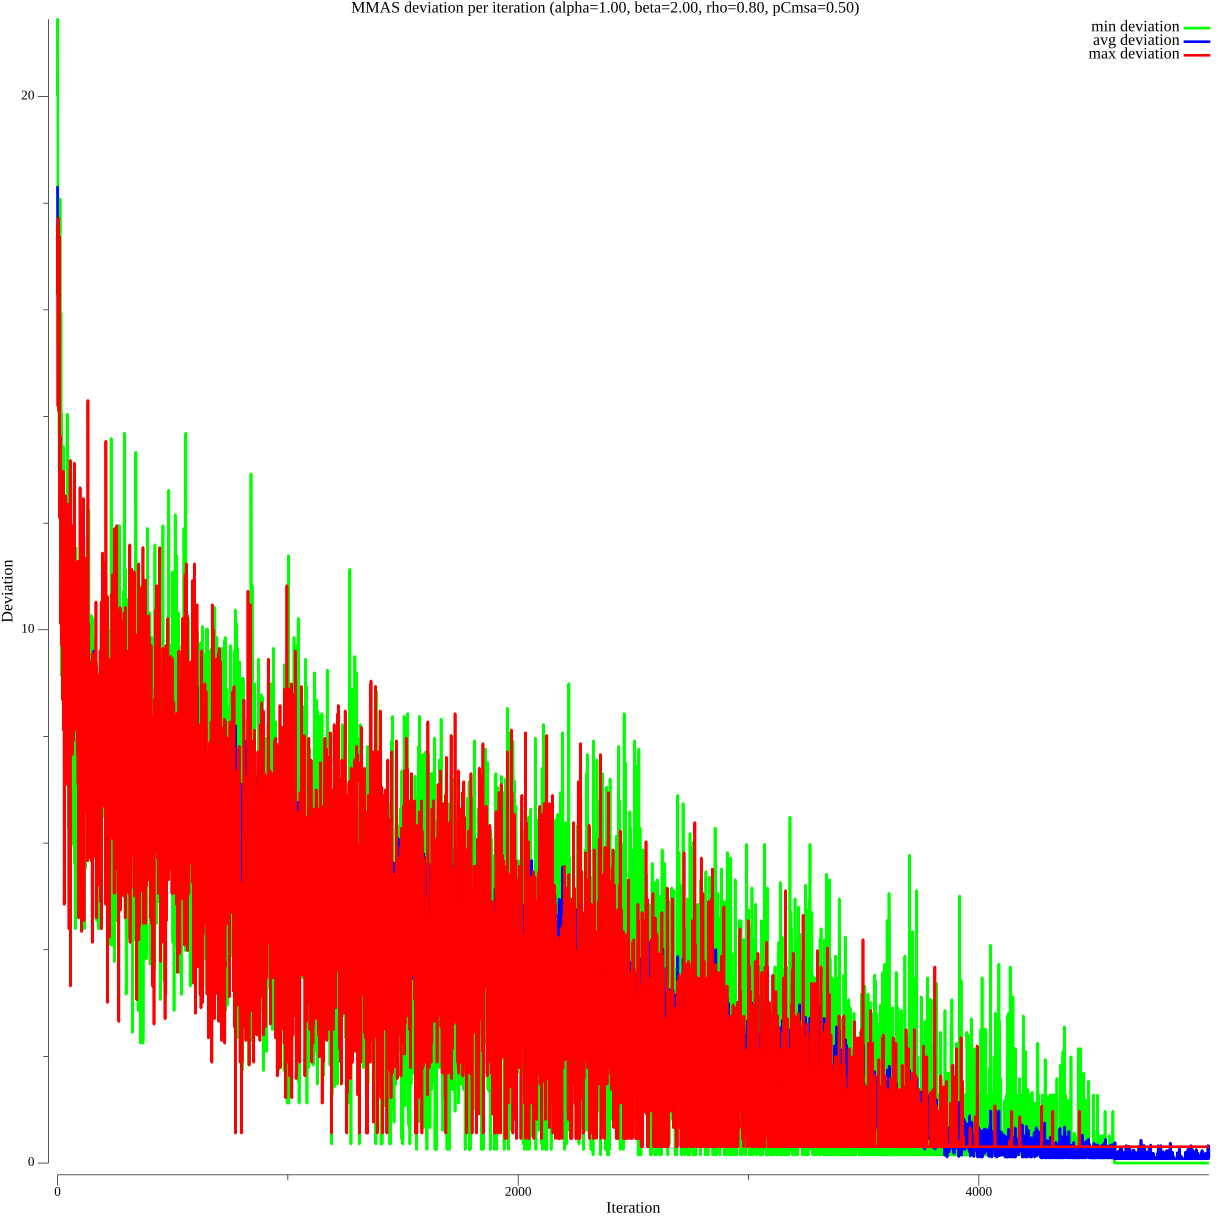 MMAS deviation per iteration (alpha=1.00, beta=2.00, rho=0.80, pCmsa=0.50)
min deviation
avg deviation
max deviation
20
10
0
Deviation
0
2000
4000
Iteration